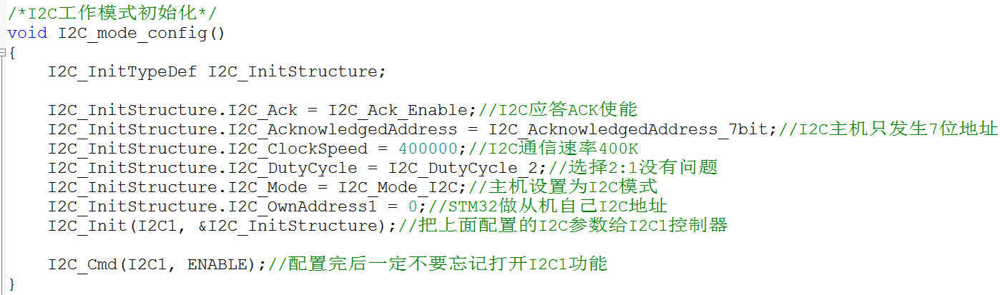 /*I2C工作模式初始化*/
void I2C_mode_config()
{
I2C_InitTypeDef I2C_InitStructure;
I2C_InitStructure.I2C_Ack = I2C_Ack_Enable;//I2C应答ACK使能
I2C_InitStructure.I2C_AcknowledgedAddress = I2C_AcknowledgedAddress_7bit;//I2C主机只发生7位地址
I2C_InitStructure.I2C_ClockSpeed = 400000;//I2C通信速率400K
I2C_InitStructure.I2C_DutyCycle = I2C_DutyCycle_2;//选择2:1没有问题
I2C_InitStructure.I2C_Mode = I2C_Mode_I2C;//主机设置为I2C模式
I2C_InitStructure.I2C_OwnAddress1 = 0;//STM32做从机自己I2C地址
I2C_Init(I2C1, &I2C_InitStructure);//把上面配置的I2C参数给I2C1控制器
I2C_Cmd(I2C1, ENABLE);//配置完后一定不要忘记打开I2C1功能
}